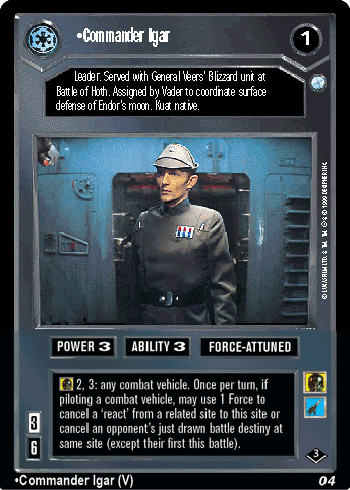 •Commander Igar
1
Leader. Served with General Veers' Blizzard unit at
Battle of Hoth. Assigned by Vader to coordinate surface
defense of Endor's moon. Kuat native.
POWER 3
ABILITY 3
FORCE-ATTUNED
2, 3: any combat vehicle. Once per turn, if
piloting a combat vehicle, may use 1 Force to
cancel a 'react' from a related site to this site or
cancel an opponent's just drawn battle destiny at
same site (except their first this battle).
3
6
3
•Commander Igar (V)
04